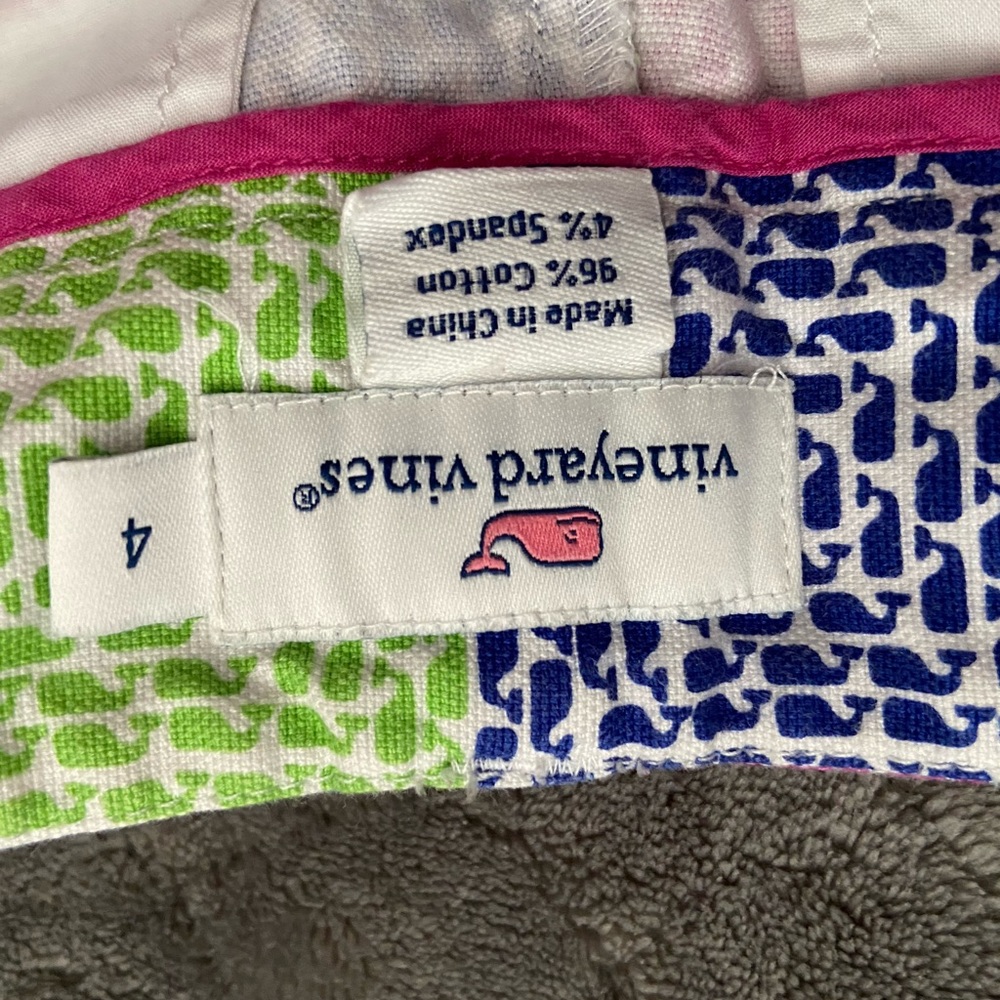 vineyard vines®
4
Made in China
96% Cotton
4% Spandex